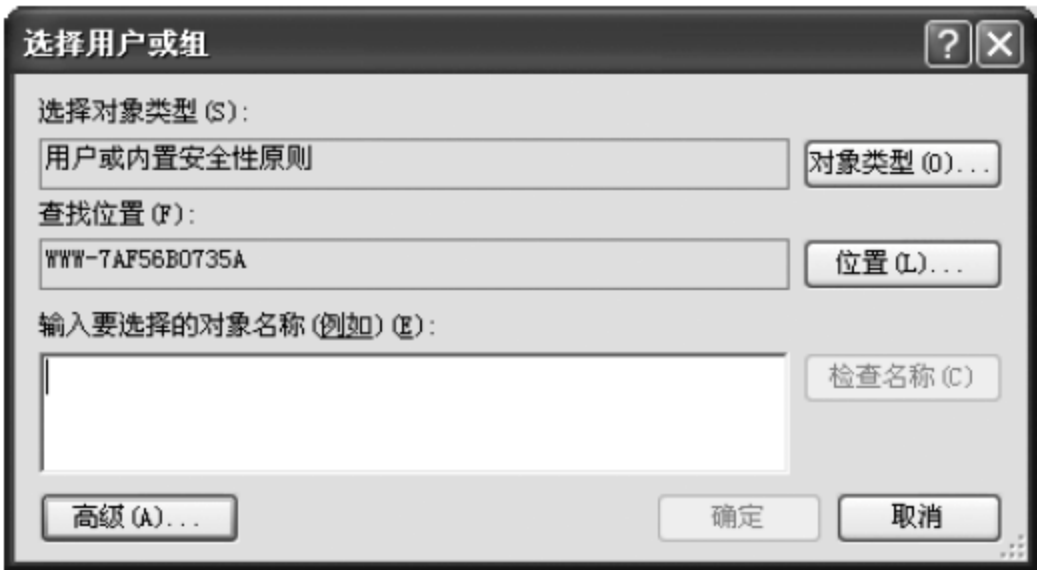 选择用户或组
选择对象类型(S):
用户或内置安全性原则
对象类型(O)...
查找位置(F):
WWW-7AF56B0735A
位置(L)...
输入要选择的对象名称(例如)(E):
检查名称(C)
高级(A)...
确定
取消